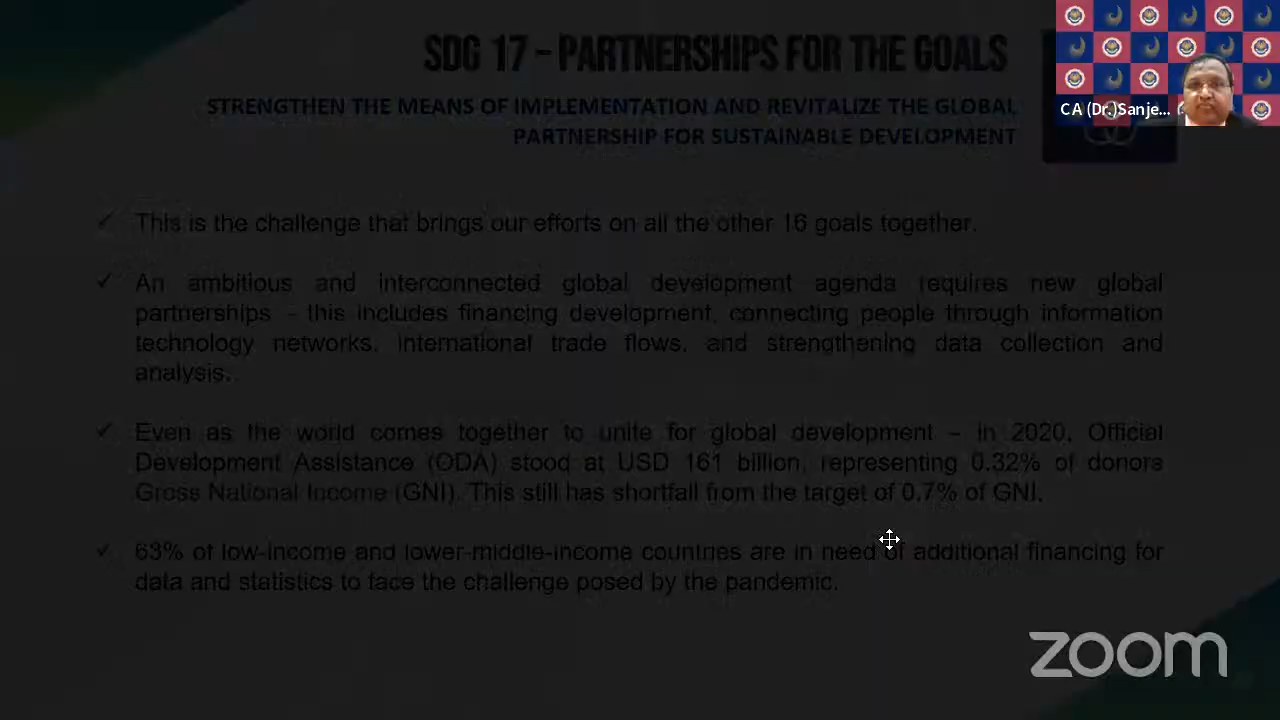 SDG 17 – PARTNERSHIPS FOR THE GOALS
STRENGTHEN THE MEANS OF IMPLEMENTATION AND REVITALIZE THE GLOBAL
PARTNERSHIP FOR SUSTAINABLE DEVELOPMENT
CA (Dr.)Sanje...
✓ This is the challenge that brings our efforts on all the other 16 goals together.
✓ An ambitious and interconnected global development agenda requires new global
partnerships - this includes financing development, connecting people through information
technology networks, international trade flows, and strengthening data collection and
analysis.
✓ Even as the world comes together to unite for global development – in 2020, Official
Development Assistance (ODA) stood at USD 161 billion, representing 0.32% of donors
Gross National Income (GNI). This still has shortfall from the target of 0.7% of GNI.
✓ 63% of low-income and lower-middle-income countries are in need of additional financing for
data and statistics to face the challenge posed by the pandemic.
zoom